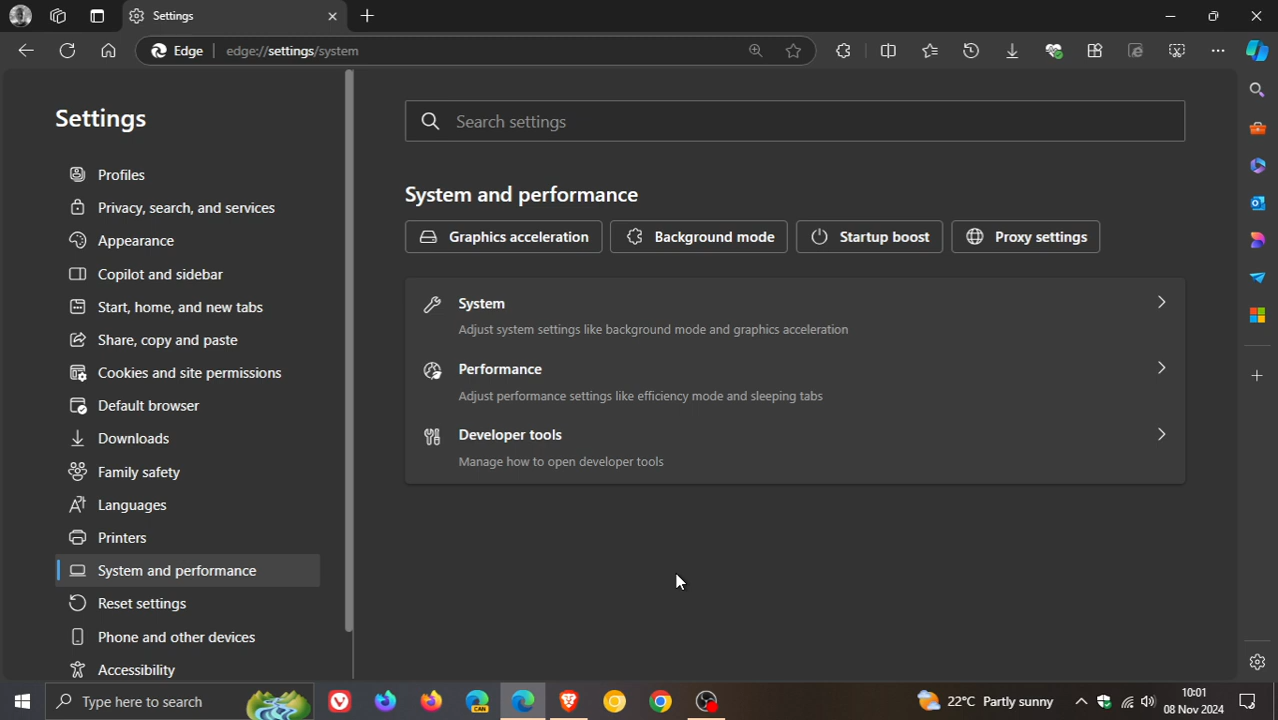 Settings
Edge edge://settings/system
Settings
Profiles
Privacy, search, and services
Appearance
Copilot and sidebar
Start, home, and new tabs
Share, copy and paste
Cookies and site permissions
Default browser
Downloads
Family safety
Languages
Printers
System and performance
Reset settings
Phone and other devices
Accessibility
Search settings
System and performance
Graphics acceleration Background mode Startup boost Proxy settings
System
Adjust system settings like background mode and graphics acceleration
Performance
Adjust performance settings like efficiency mode and sleeping tabs
Developer tools
Manage how to open developer tools
Type here to search
CAN
22°C Partly sunny
10:01
08 Nov 2024